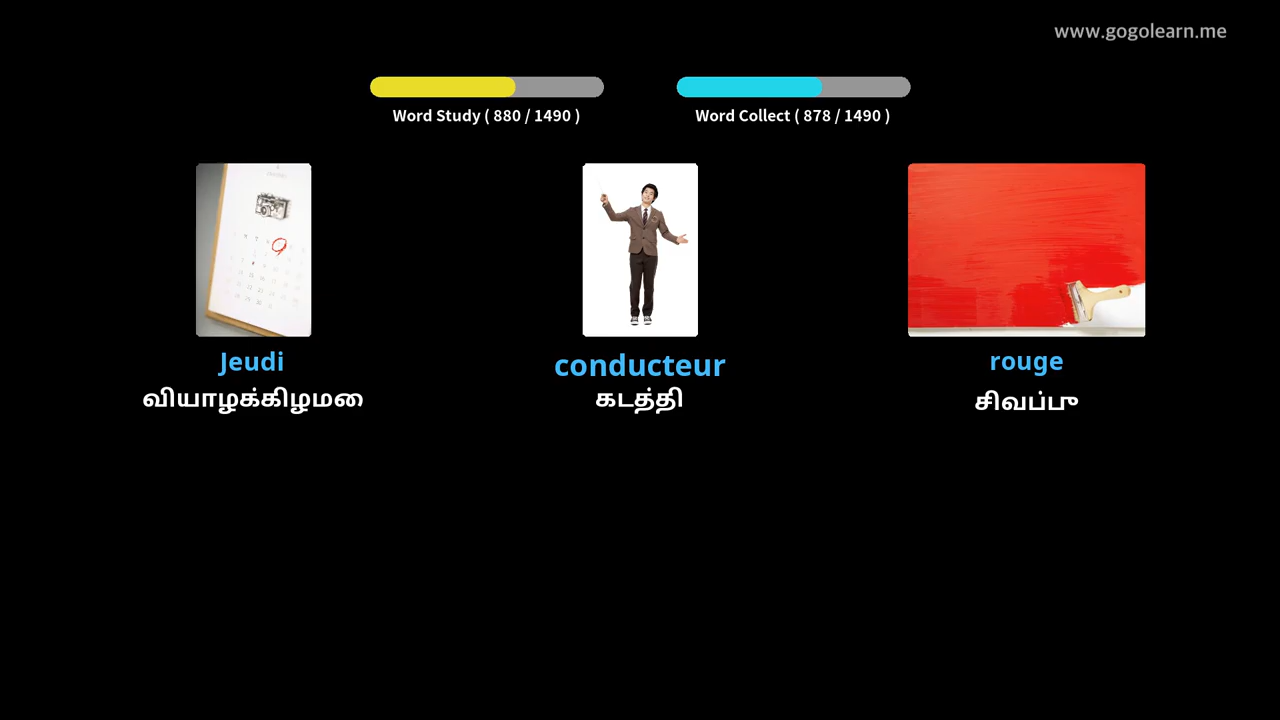 www.gogolearn.me
Word Study ( 880 / 1490 )
Word Collect ( 878 / 1490 )
Jeudi
வியாழக்கிழமை
conducteur
கடத்தி
rouge
சிவப்பு